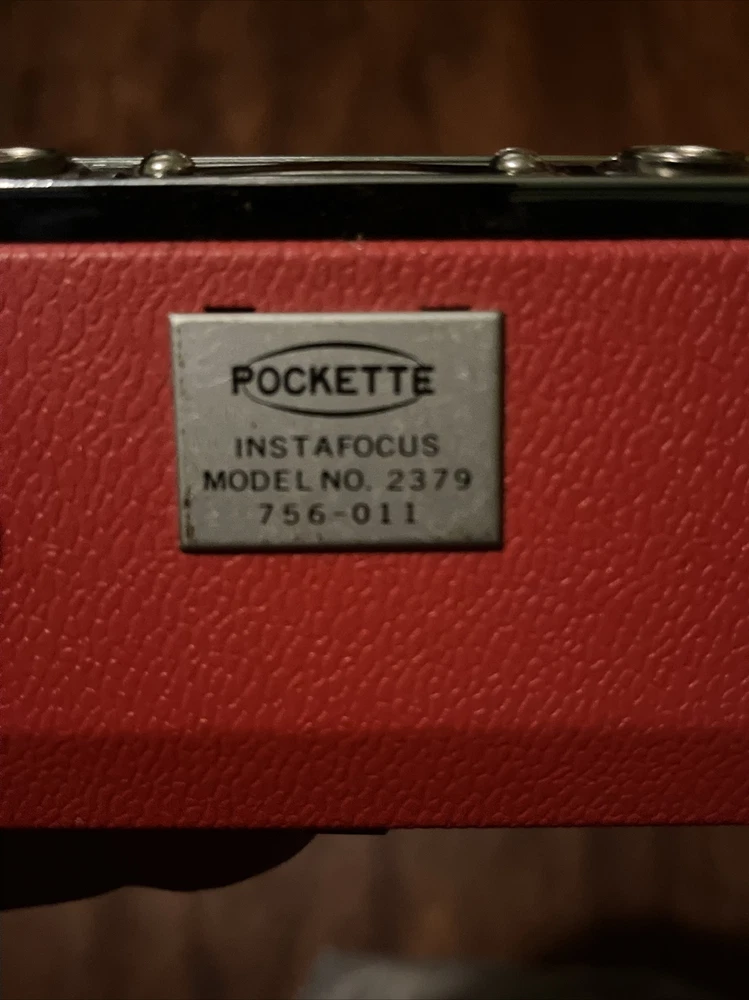 POCKETTE
INSTAFOCUS
MODEL NO. 2379
756-011